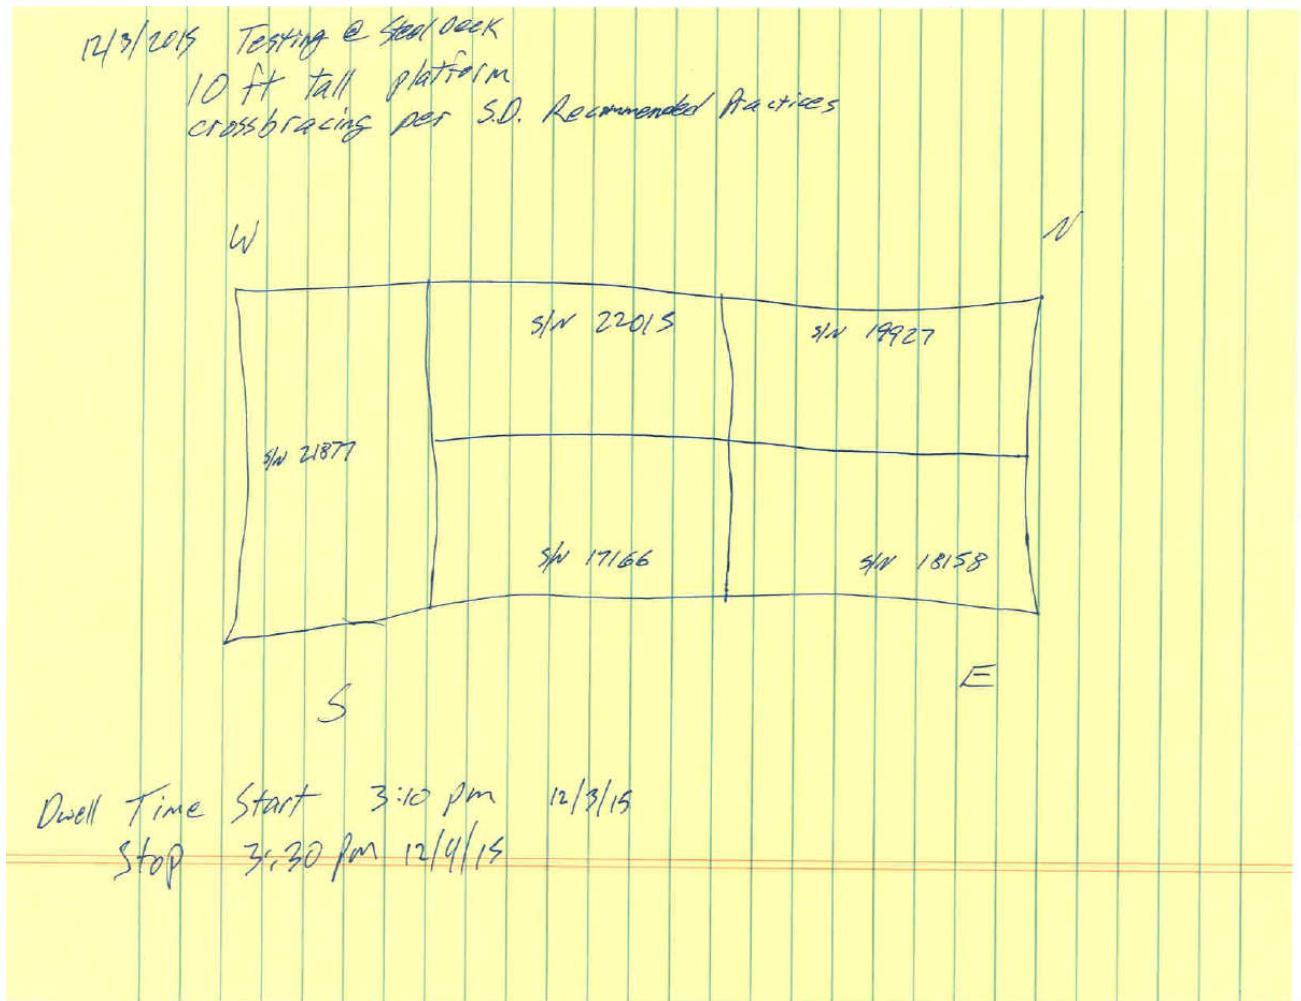 12/3/2015 Testing @ Steel Deck
10 ft tall platform
crossbracing per S.D. Recommended Practices
W
N
S/N 22015
S/N 19927
S/N 21877
S/N 17166
S/N 18158
E
S
Dwell Time Start 3:10 pm 12/3/15
Stop 3:30 pm 12/4/15